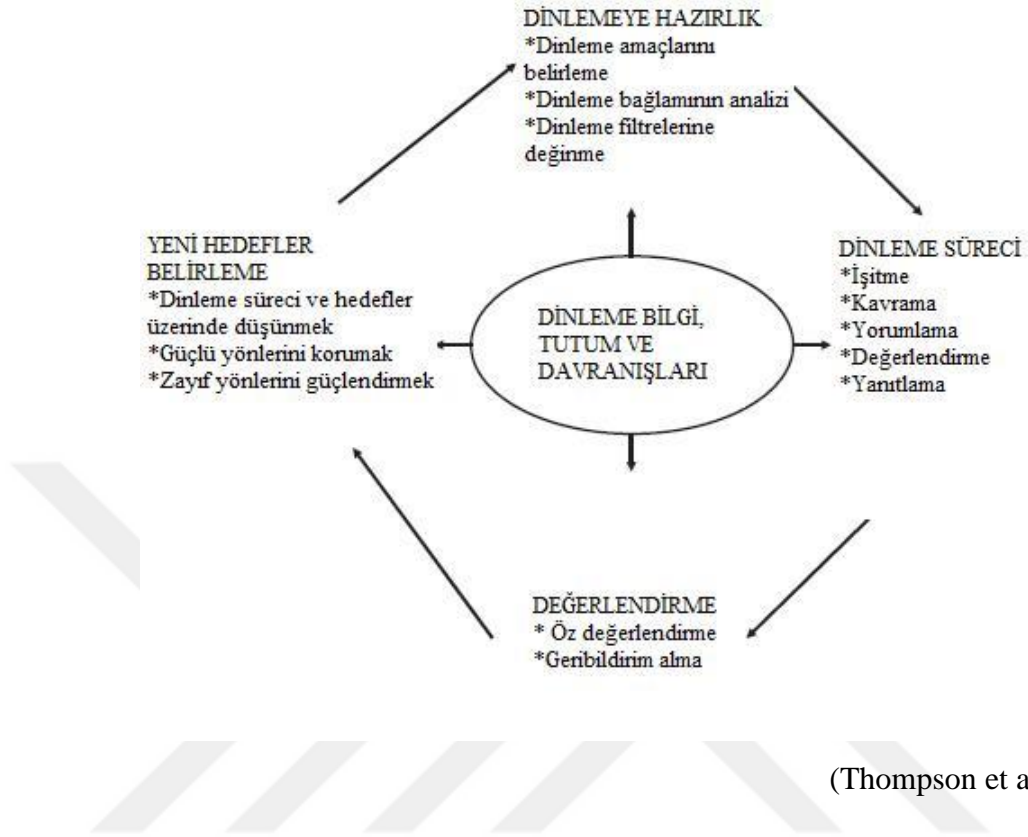 DİNLEMEYE HAZIRLIK
*Dinleme amaçlarını
belirleme
*Dinleme bağlamının analizi
*Dinleme filtrelerine
değinme
YENİ HEDEFLER
BELİRLEME
*Dinleme süreci ve hedefler
üzerinde düşünmek
*Güçlü yönlerini korumak
*Zayıf yönlerini güçlendirmek
DİNLEME BİLGİ,
TUTUM VE
DAVRANIŞLARI
DİNLEME SÜRECİ
*İşitme
*Kavrama
*Yorumlama
*Değerlendirme
*Yanıtlama
DEĞERLENDİRME
* Öz değerlendirme
*Geribildirim alma
(Thompson et a